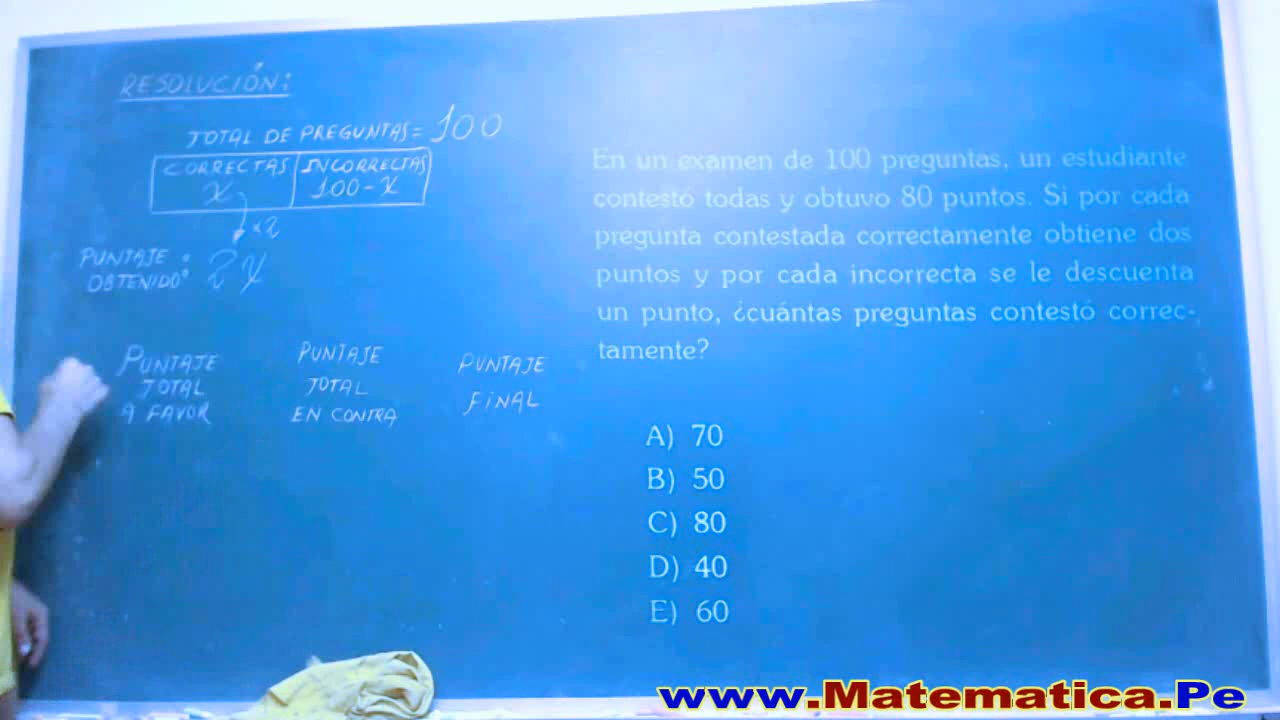 RESOLUCIÓN:
TOTAL DE PREGUNTAS = 100
CORRECTAS INCORRECTAS
x 100 - x
×2
PUNTAJE
OBTENIDO: 2x
PUNTAJE PUNTAJE PUNTAJE
TOTAL TOTAL FINAL
A FAVOR EN CONTRA
En un examen de 100 preguntas, un estudiante
contestó todas y obtuvo 80 puntos. Si por cada
pregunta contestada correctamente obtiene dos
puntos y por cada incorrecta se le descuenta
un punto, ¿cuántas preguntas contestó correc-
tamente?
A) 70
B) 50
C) 80
D) 40
E) 60
www.Matematica.Pe